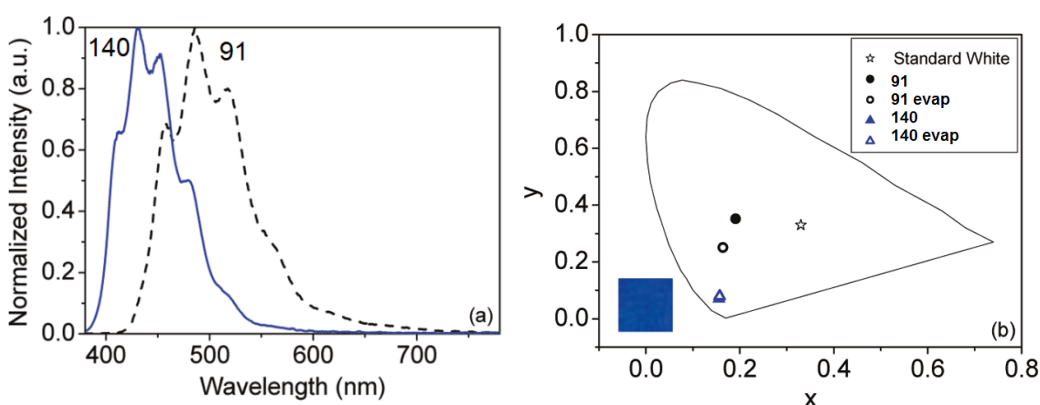 140
91
1.0
0.8
0.6
0.4
0.2
0.0
Normalized Intensity (a.u.)
400 500 600 700
Wavelength (nm)
(a)
1.0
0.8
0.6
0.4
0.2
0.0
y
Standard White
91
91 evap
140
140 evap
(b)
0.0 0.2 0.4 0.6 0.8
x